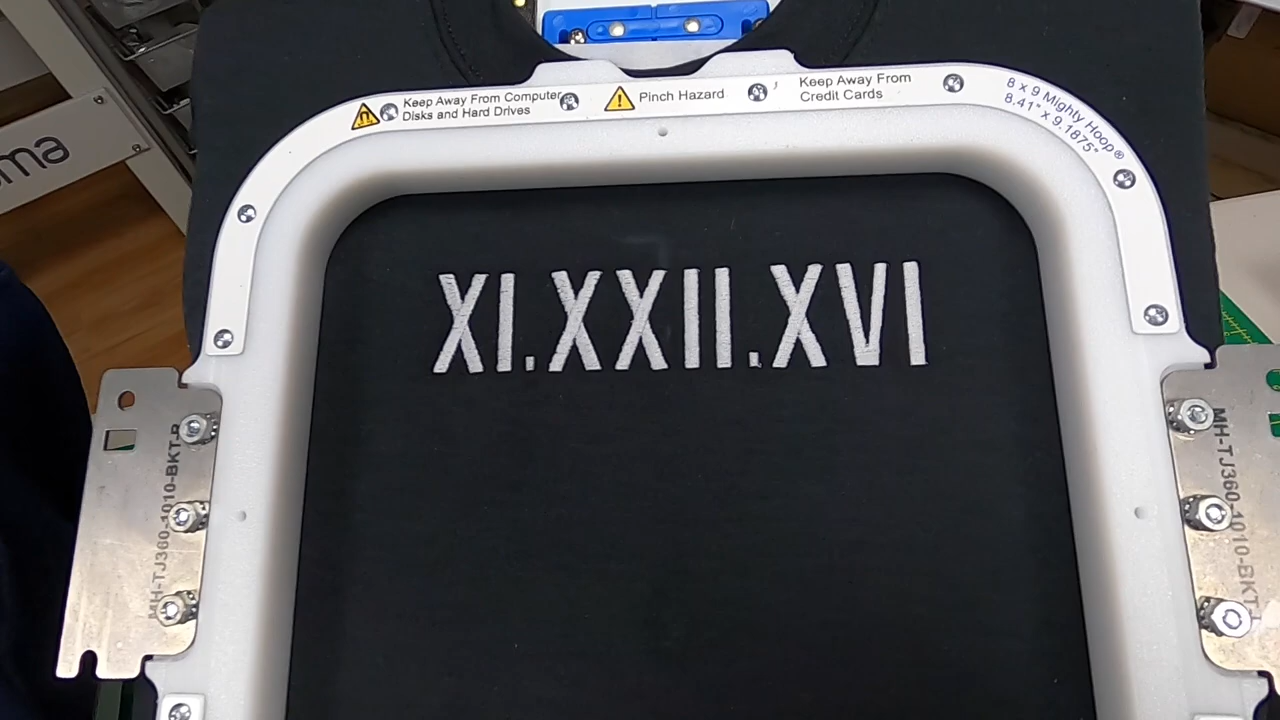 Keep Away From Computer
Disks and Hard Drives
Pinch Hazard
Keep Away From
Credit Cards
8 x 9 Mighty Hoop®
8.41" x 9.1875"
XI.XXII.XVI
MH-TJ360-1010-BKT-R
MH-TJ360-1010-BKT-L